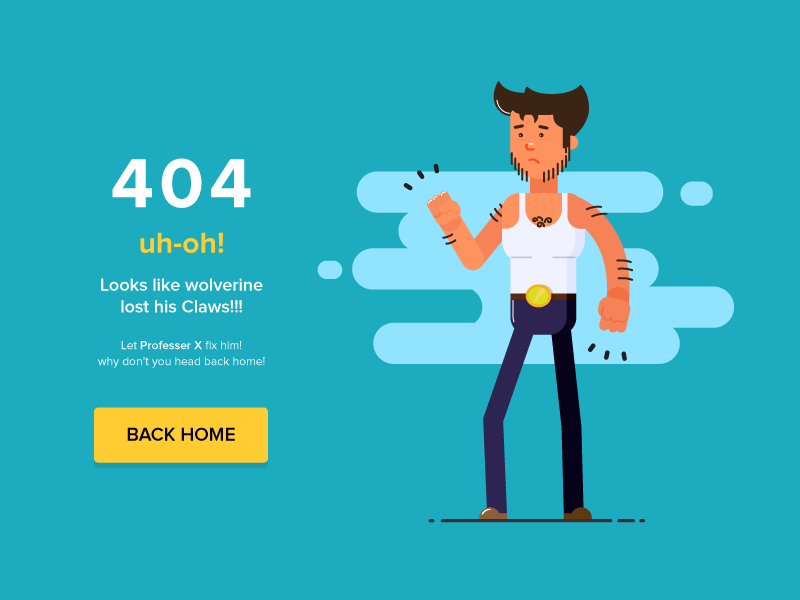 404
uh-oh!
Looks like wolverine
lost his Claws!!!
Let Professer X fix him!
why don't you head back home!
BACK HOME